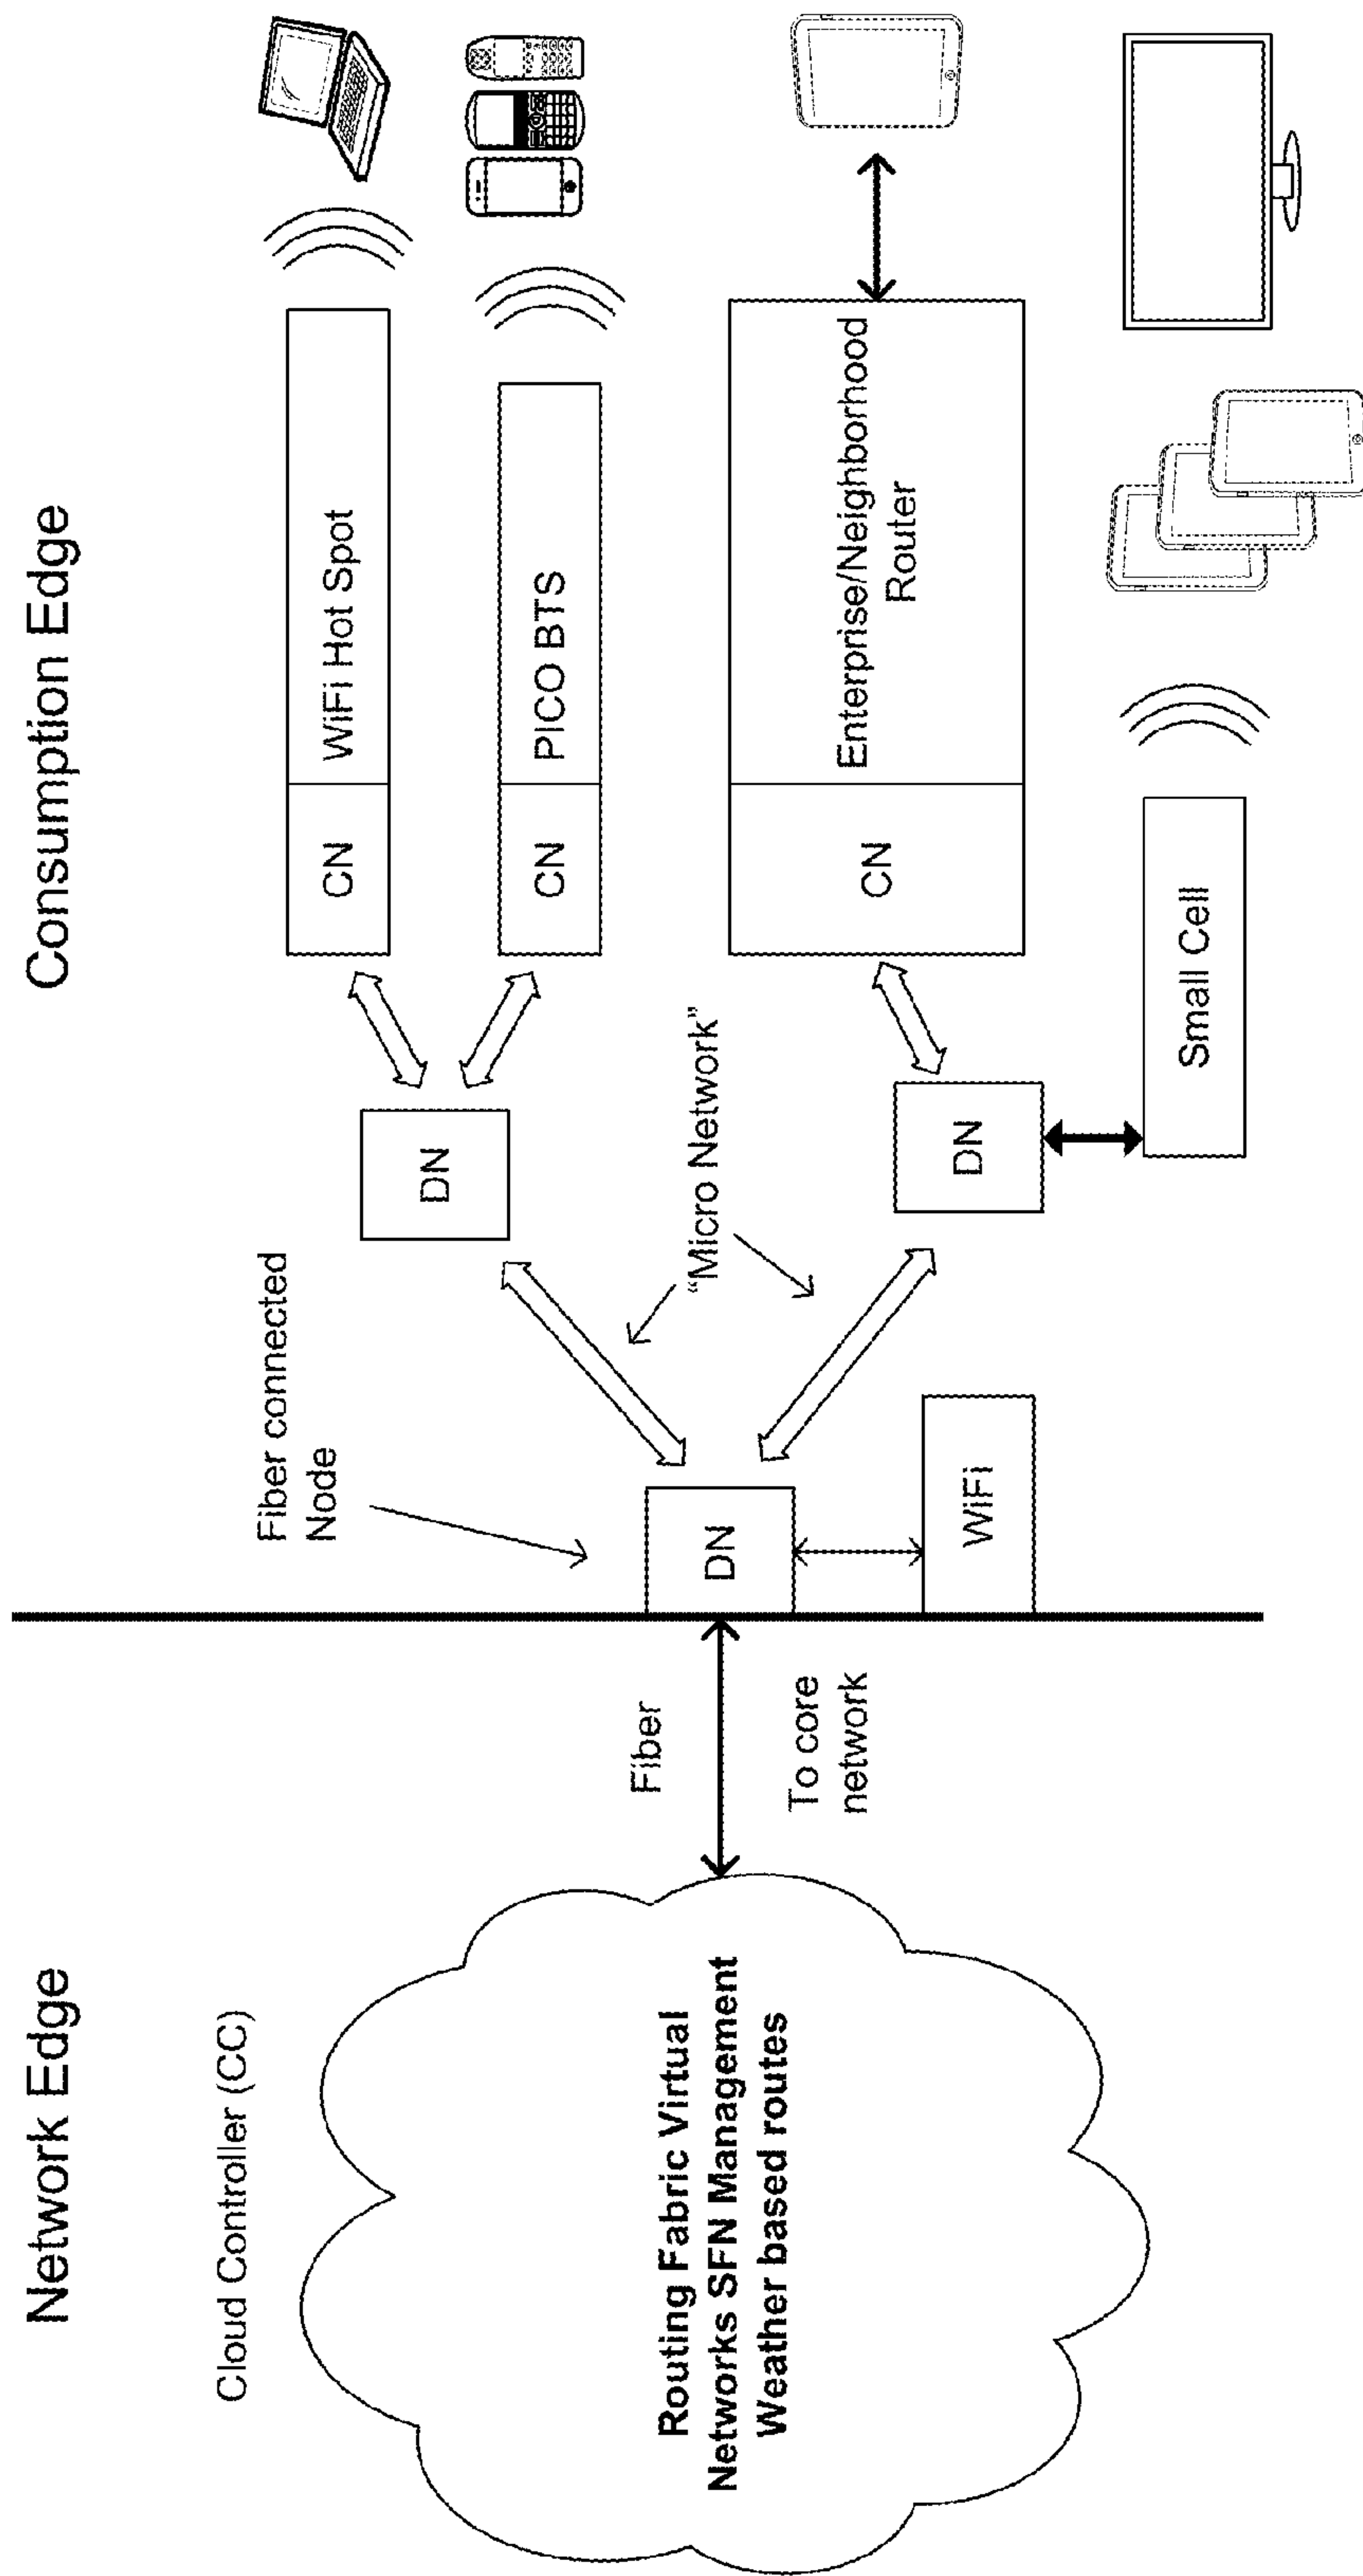 Network Edge
Consumption Edge
Cloud Controller (CC)
Routing Fabric Virtual
Networks SFN Management
Weather based routes
Fiber
To core
network
Fiber connected
Node
DN
WiFi
"Micro Network"
DN
DN
CN
WiFi Hot Spot
CN
PICO BTS
CN
Enterprise/Neighborhood
Router
Small Cell